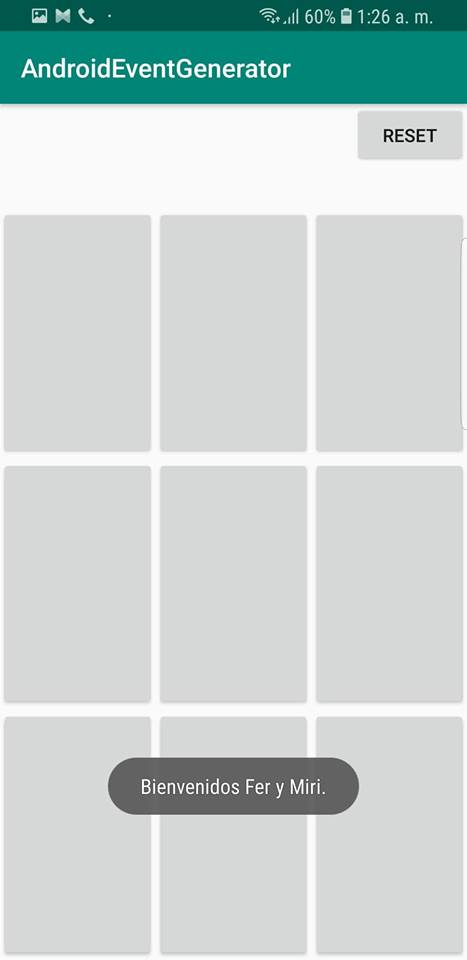 60% 1:26 a. m.
AndroidEventGenerator
RESET
Bienvenidos Fer y Miri.